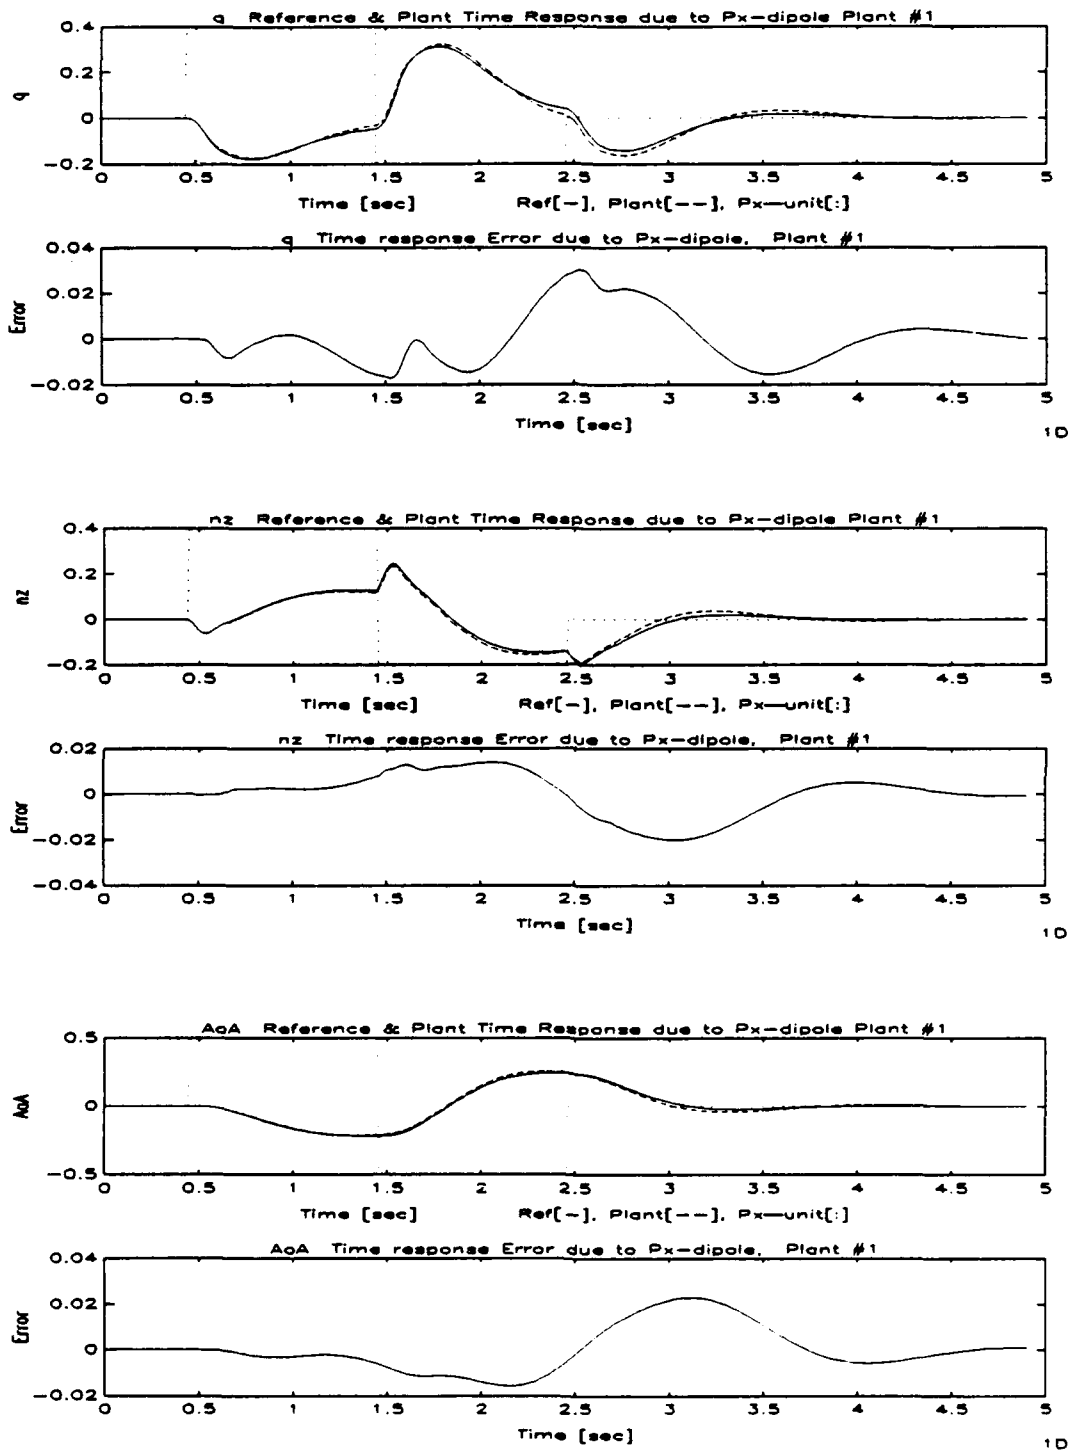 q Reference & Plant Time Response due to Px-dipole Plant #1
0.4
0.2
0
-0.2
q
0 0.5 1 1.5 2 2.5 3 3.5 4 4.5 5
Time [sec] Ref[-], Plant[--], Px-unit[:]
q Time response Error due to Px-dipole, Plant #1
0.04
0.02
0
-0.02
Error
0 0.5 1 1.5 2 2.5 3 3.5 4 4.5 5
Time [sec]
1D
nz Reference & Plant Time Response due to Px-dipole Plant #1
0.4
0.2
0
-0.2
nz
0 0.5 1 1.5 2 2.5 3 3.5 4 4.5 5
Time [sec] Ref[-], Plant[--], Px-unit[:]
nz Time response Error due to Px-dipole, Plant #1
0.02
0
-0.02
-0.04
Error
0 0.5 1 1.5 2 2.5 3 3.5 4 4.5 5
Time [sec]
1D
AoA Reference & Plant Time Response due to Px-dipole Plant #1
0.5
0
-0.5
AoA
0 0.5 1 1.5 2 2.5 3 3.5 4 4.5 5
Time [sec] Ref[-], Plant[--], Px-unit[:]
AoA Time response Error due to Px-dipole, Plant #1
0.04
0.02
0
-0.02
Error
0 0.5 1 1.5 2 2.5 3 3.5 4 4.5 5
Time [sec]
1D